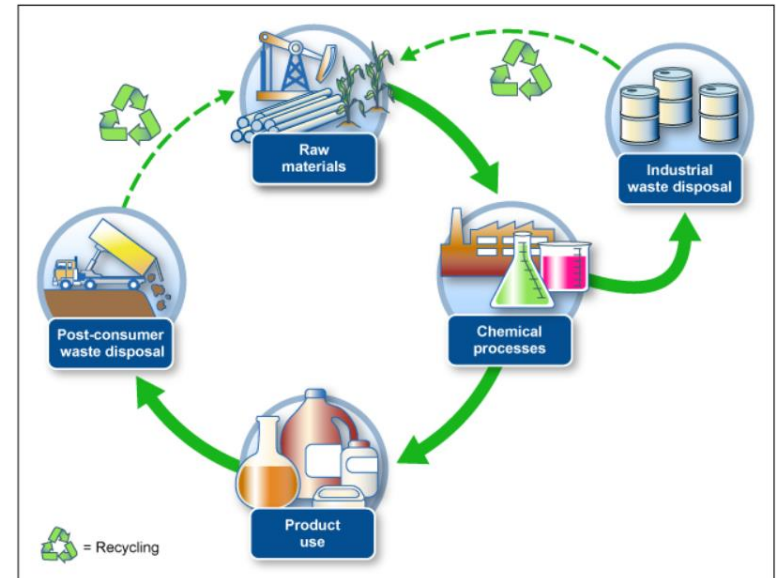 Raw
materials
Industrial
waste disposal
Chemical
processes
Post-consumer
waste disposal
Product
use
= Recycling